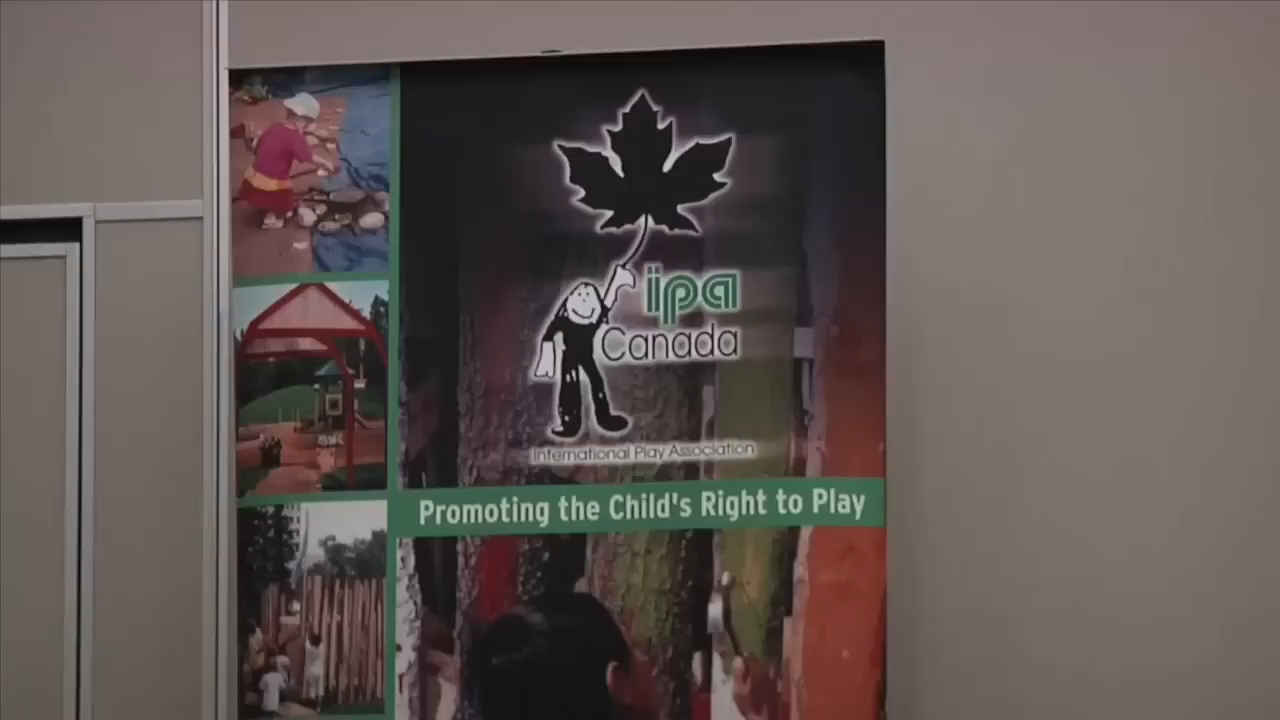 ipa
Canada
International Play Association
Promoting the Child's Right to Play